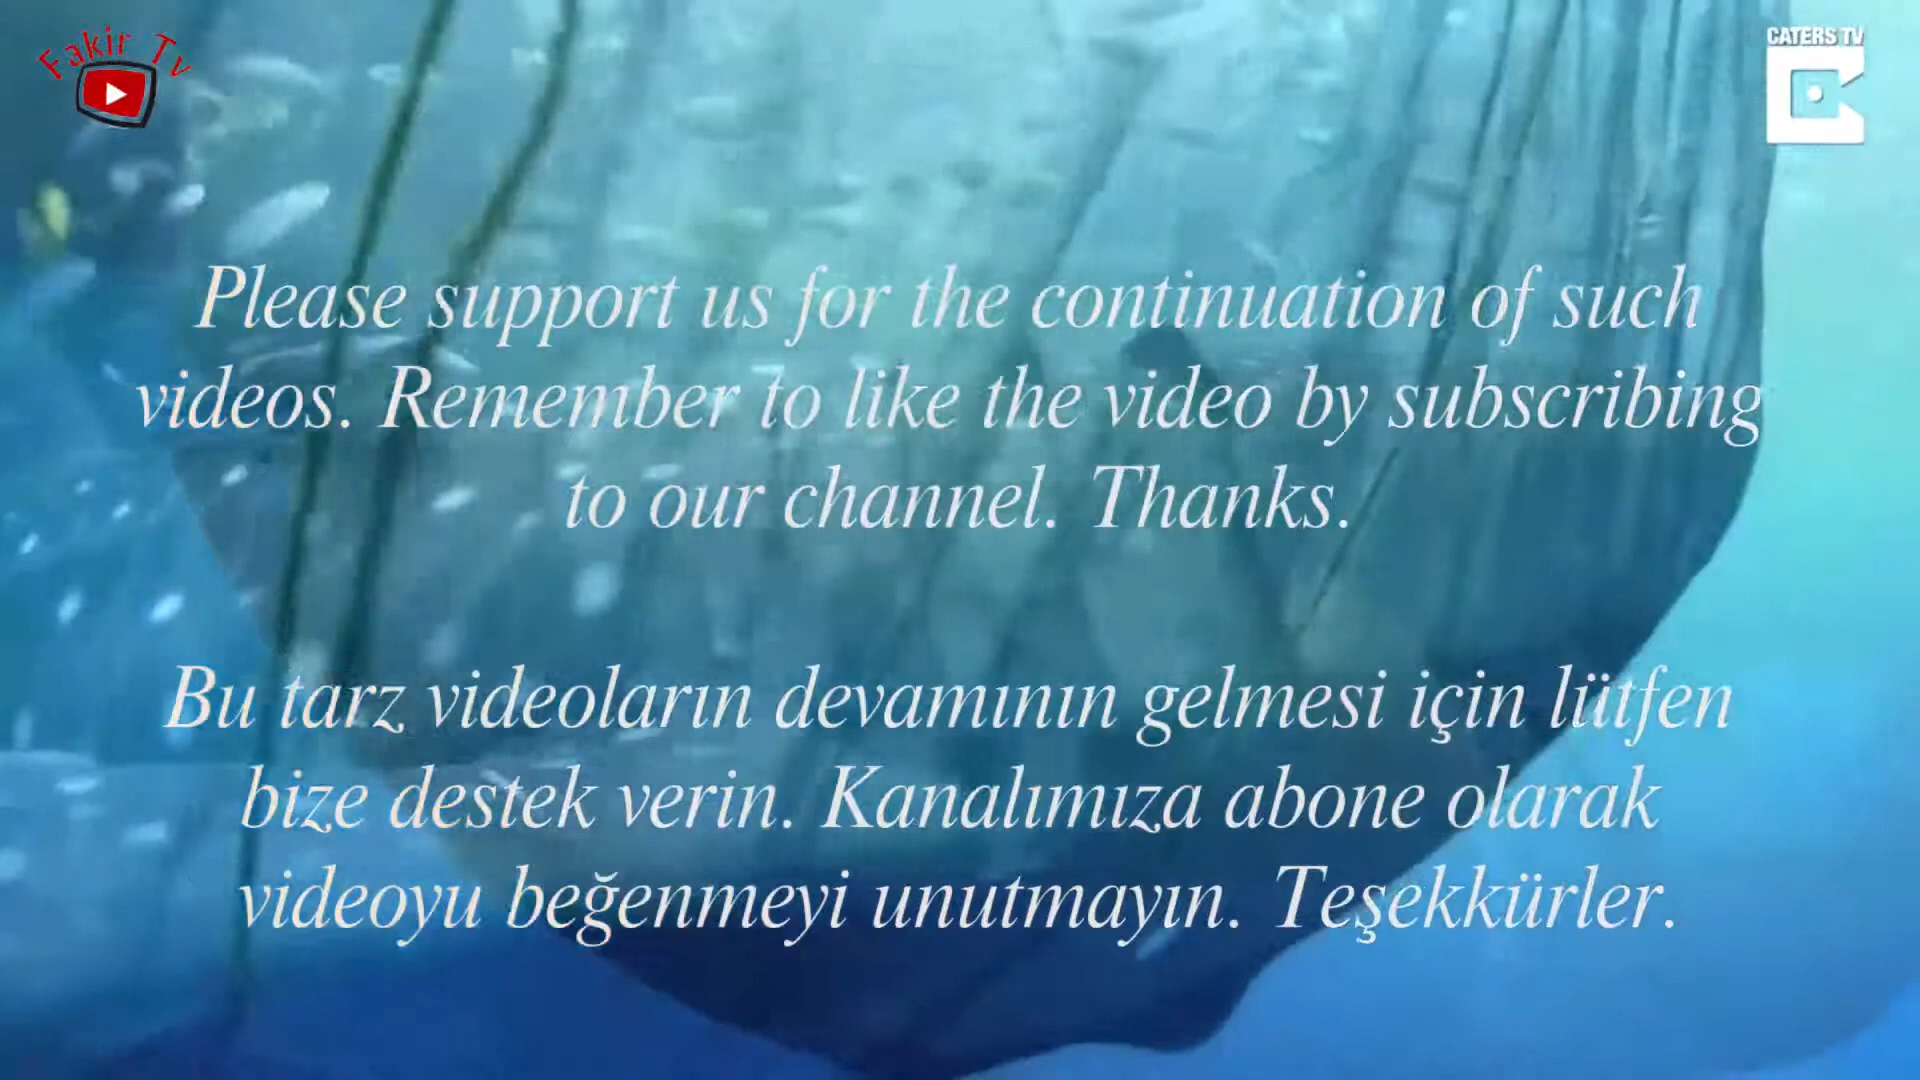 Fakir Tv
CATERS TV
Please support us for the continuation of such
videos. Remember to like the video by subscribing
to our channel. Thanks.
Bu tarz videoların devamının gelmesi için lütfen
bize destek verin. Kanalımıza abone olarak
videoyu beğenmeyi unutmayın. Teşekkürler.